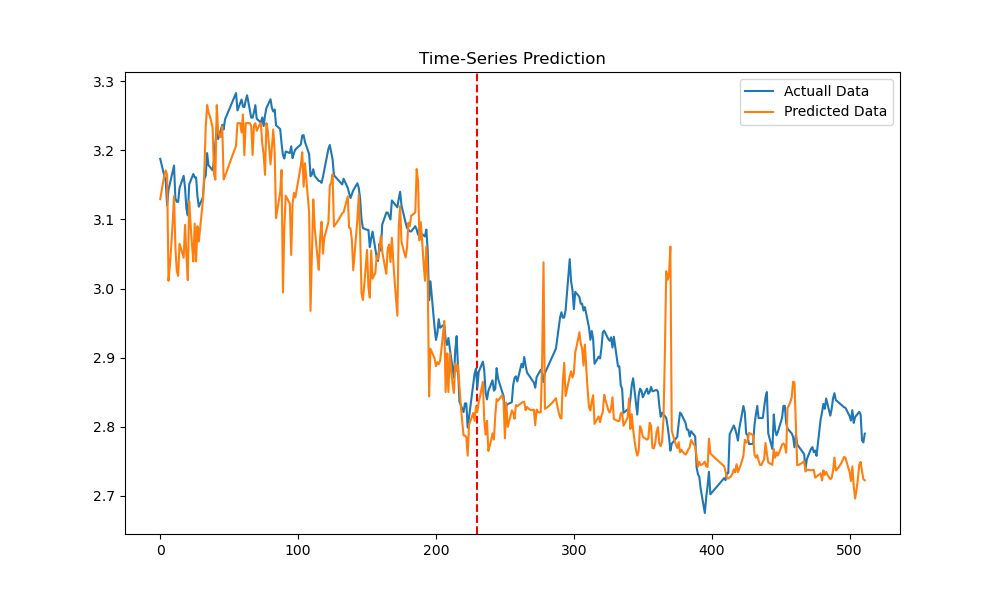 Time-Series Prediction
Actuall Data
Predicted Data
3.3
3.2
3.1
3.0
2.9
2.8
2.7
0 100 200 300 400 500